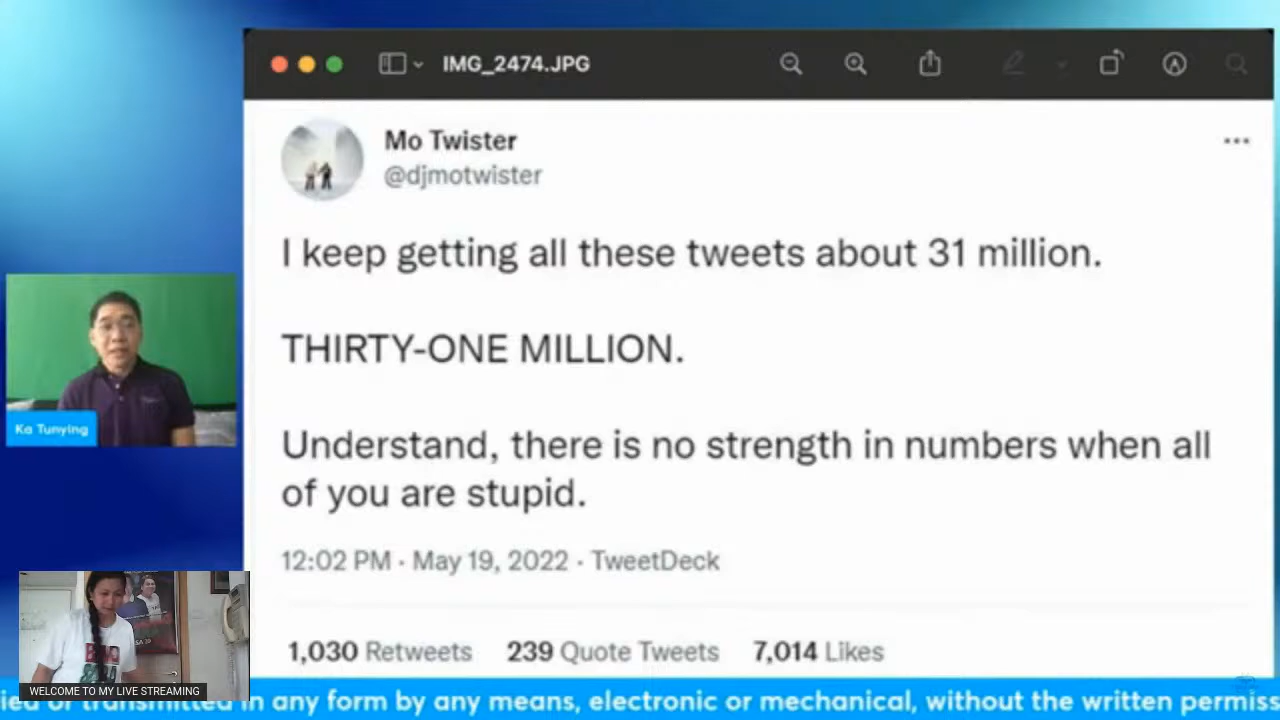 IMG_2474.JPG
Mo Twister
@djmotwister
I keep getting all these tweets about 31 million.
THIRTY-ONE MILLION.
Understand, there is no strength in numbers when all
of you are stupid.
12:02 PM · May 19, 2022 · TweetDeck
1,030 Retweets 239 Quote Tweets 7,014 Likes
Ka Tunying
WELCOME TO MY LIVE STREAMING
or transmitted in any form by any means, electronic or mechanical, without the written